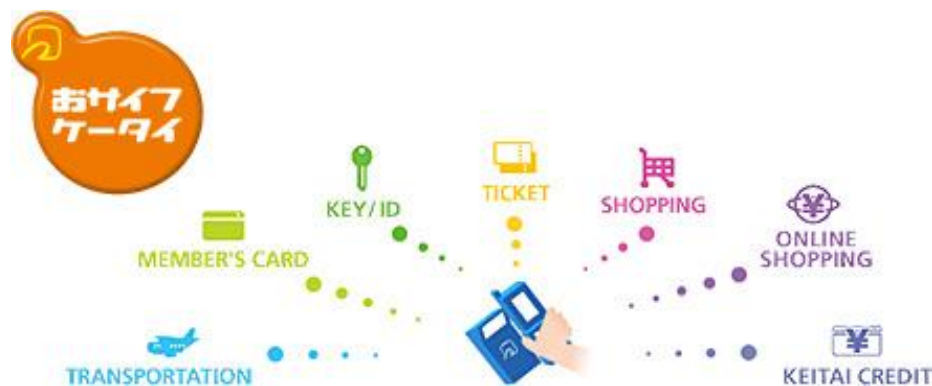 おサイフ
ケータイ
TICKET
KEY/ID
SHOPPING
MEMBER'S CARD
ONLINE
SHOPPING
TRANSPORTATION
KEITAI CREDIT